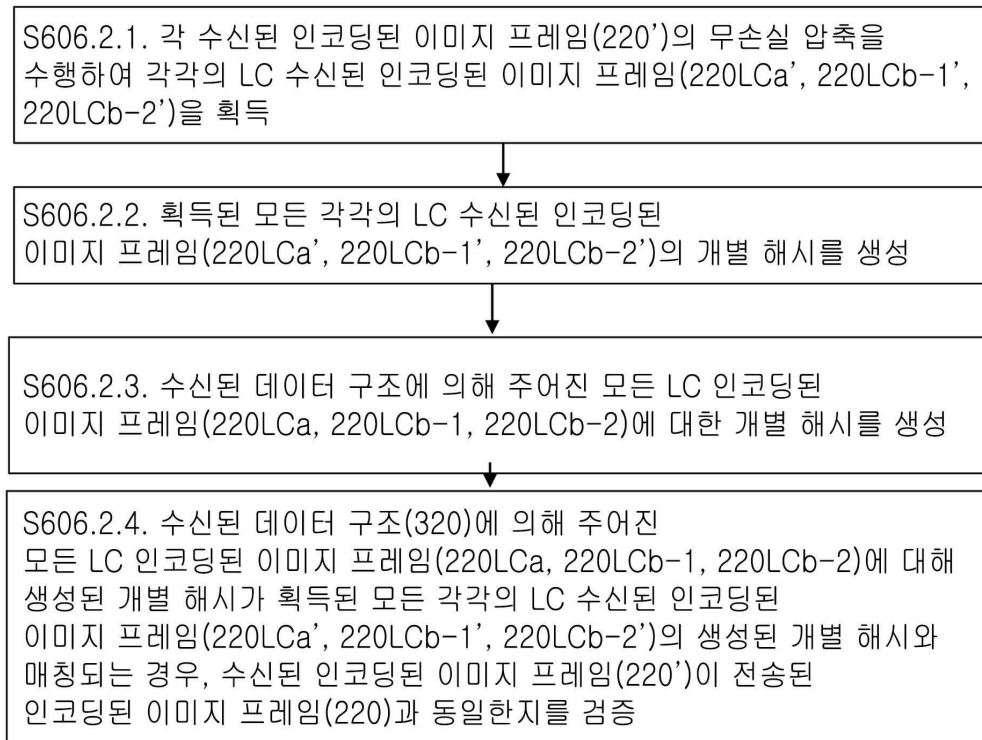 S606.2.1. 각 수신된 인코딩된 이미지 프레임(220')의 무손실 압축을
수행하여 각각의 LC 수신된 인코딩된 이미지 프레임(220LCa', 220LCb-1',
220LCb-2')을 획득
S606.2.2. 획득된 모든 각각의 LC 수신된 인코딩된
이미지 프레임(220LCa', 220LCb-1', 220LCb-2')의 개별 해시를 생성
S606.2.3. 수신된 데이터 구조에 의해 주어진 모든 LC 인코딩된
이미지 프레임(220LCa, 220LCb-1, 220LCb-2)에 대한 개별 해시를 생성
S606.2.4. 수신된 데이터 구조(320)에 의해 주어진
모든 LC 인코딩된 이미지 프레임(220LCa, 220LCb-1, 220LCb-2)에 대해
생성된 개별 해시가 획득된 모든 각각의 LC 수신된 인코딩된
이미지 프레임(220LCa', 220LCb-1', 220LCb-2')의 생성된 개별 해시와
매칭되는 경우, 수신된 인코딩된 이미지 프레임(220')이 전송된
인코딩된 이미지 프레임(220)과 동일한지를 검증